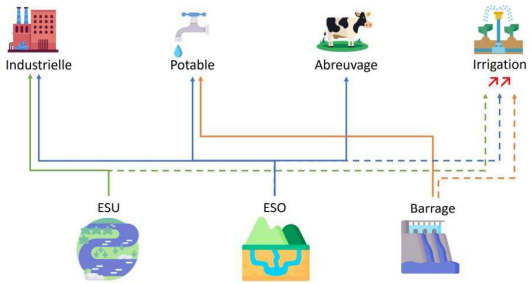 Industrielle
Potable
Abreuvage
Irrigation
ESU
ESO
Barrage